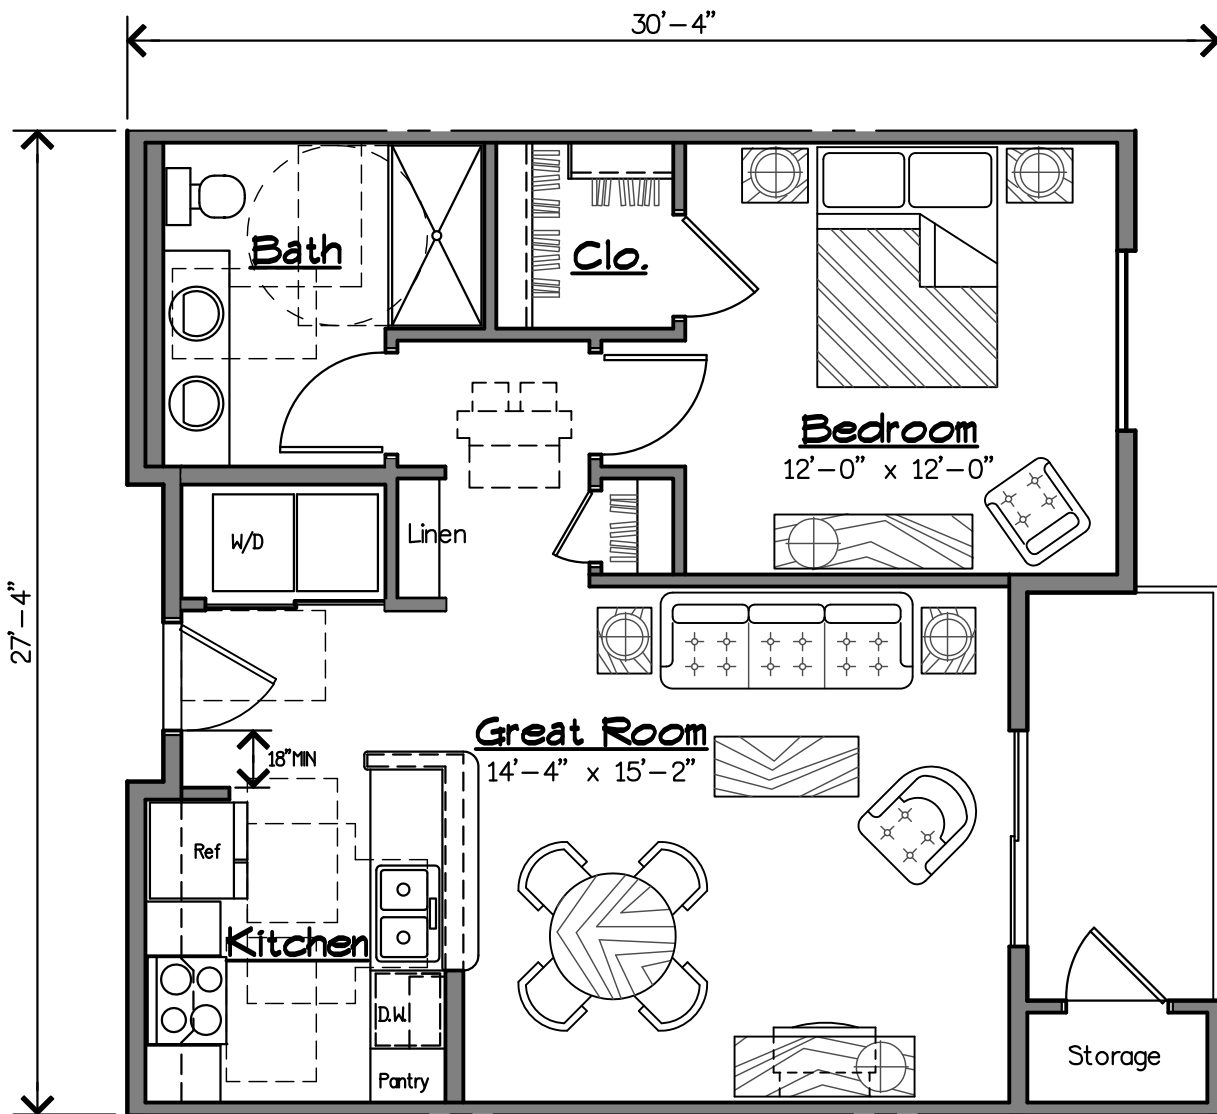 30'-4"
Bath
Clo.
Bedroom
12'-0" x 12'-0"
W/D
Linen
27'-4"
Great Room
14'-4" x 15'-2"
18"MIN
Ref
Kitchen
D.W.
Pantry
Storage